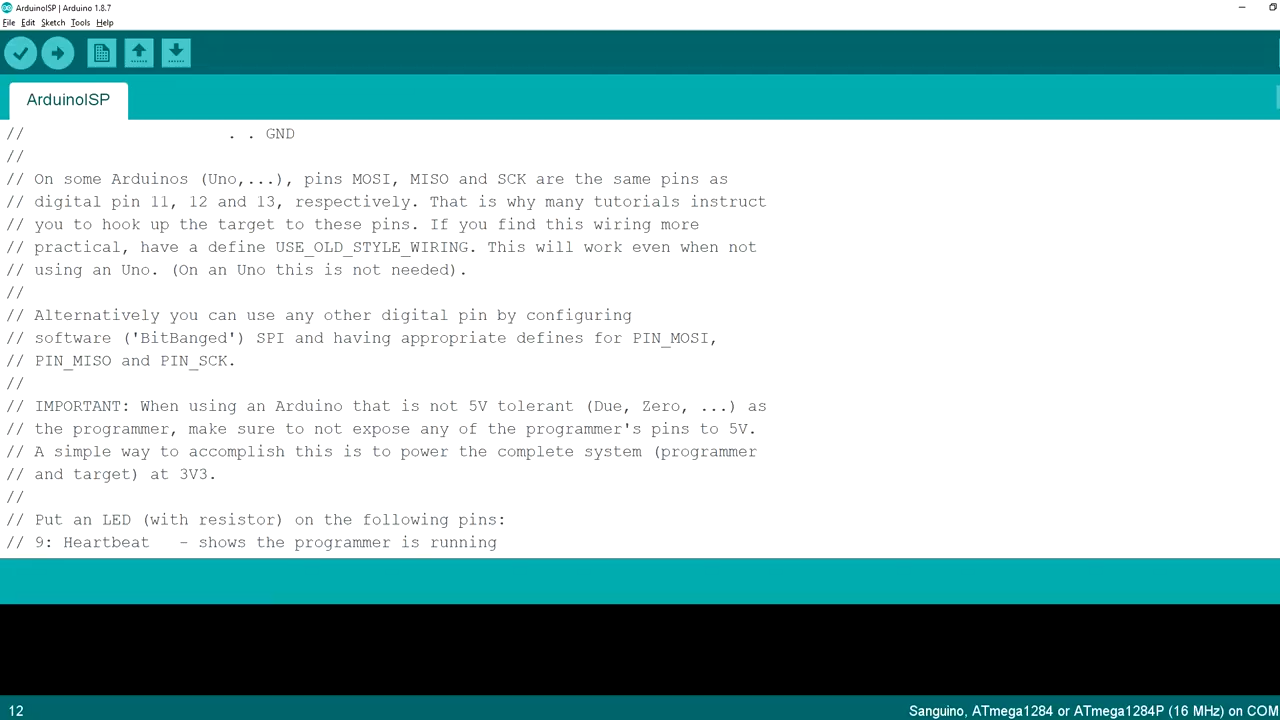 ArduinoISP | Arduino 1.8.7
File Edit Sketch Tools Help
ArduinoISP
// . . GND
//
// On some Arduinos (Uno,...), pins MOSI, MISO and SCK are the same pins as
// digital pin 11, 12 and 13, respectively. That is why many tutorials instruct
// you to hook up the target to these pins. If you find this wiring more
// practical, have a define USE_OLD_STYLE_WIRING. This will work even when not
// using an Uno. (On an Uno this is not needed).
//
// Alternatively you can use any other digital pin by configuring
// software ('BitBanged') SPI and having appropriate defines for PIN_MOSI,
// PIN_MISO and PIN_SCK.
//
// IMPORTANT: When using an Arduino that is not 5V tolerant (Due, Zero, ...) as
// the programmer, make sure to not expose any of the programmer's pins to 5V.
// A simple way to accomplish this is to power the complete system (programmer
// and target) at 3V3.
//
// Put an LED (with resistor) on the following pins:
// 9: Heartbeat - shows the programmer is running
12
Sanguino, ATmega1284 or ATmega1284P (16 MHz) on COM